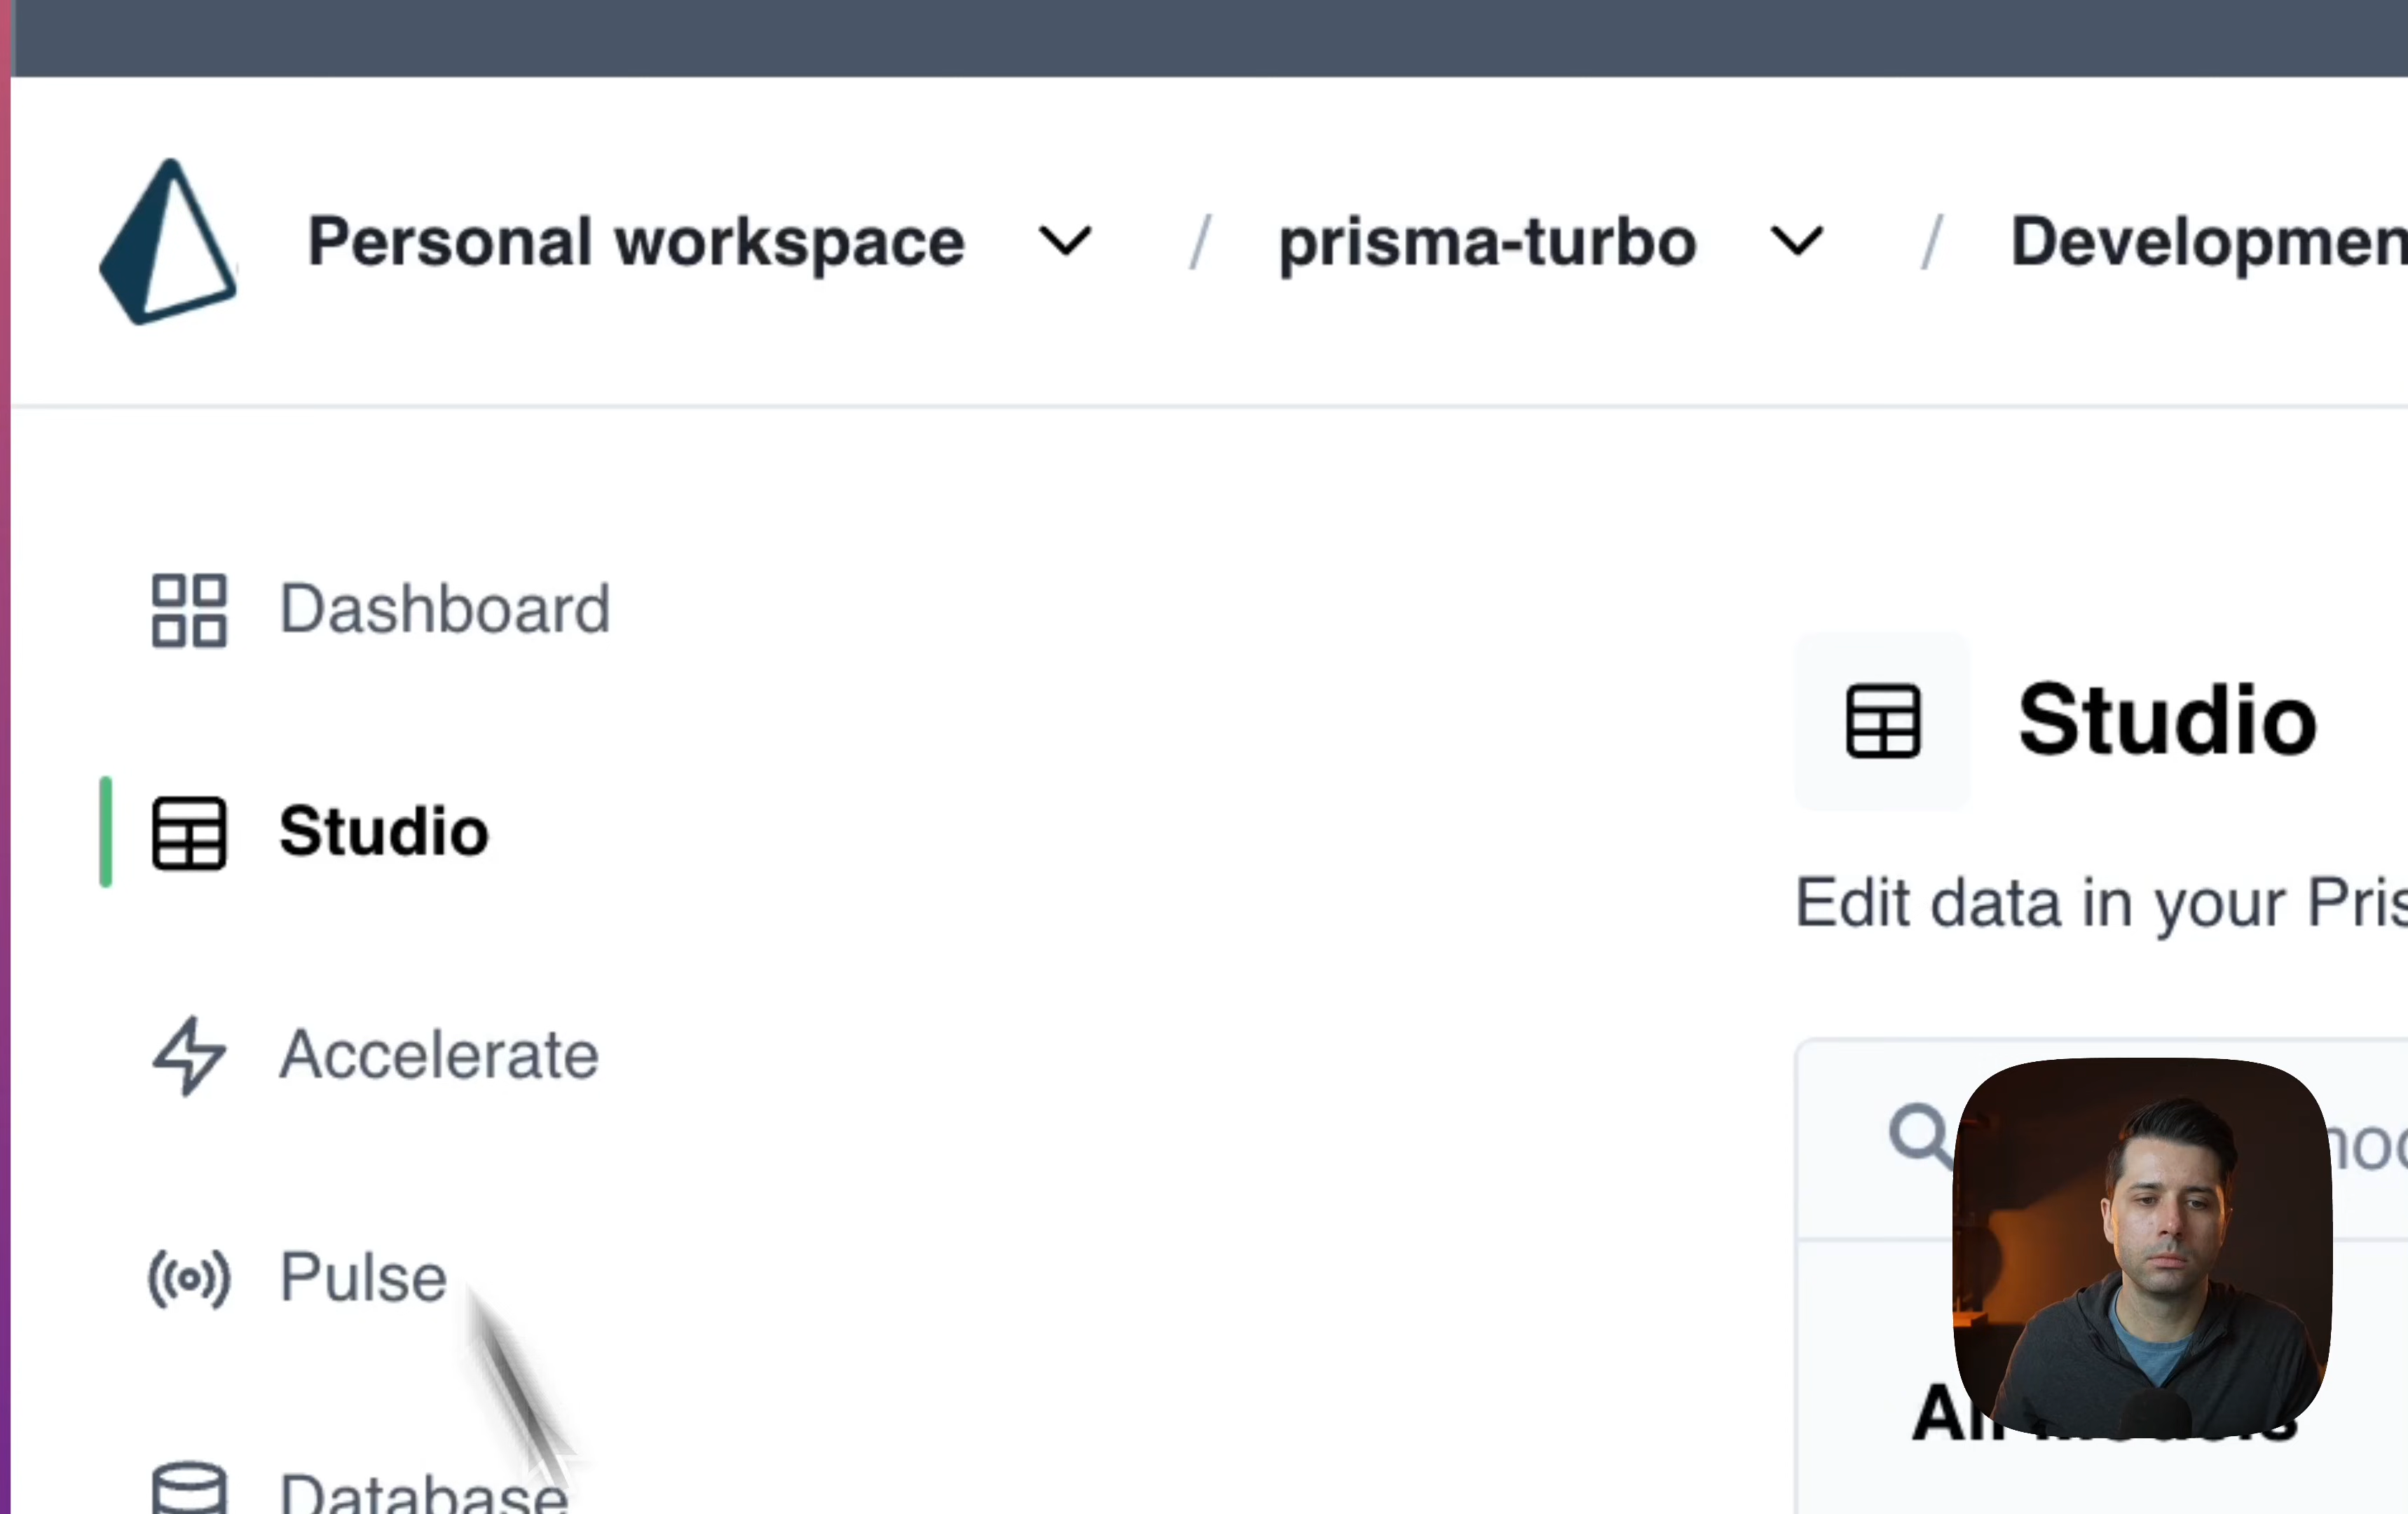 Personal workspace / prisma-turbo / Developmen
Dashboard
Studio
Accelerate
Pulse
Database
Studio
Edit data in your Pris